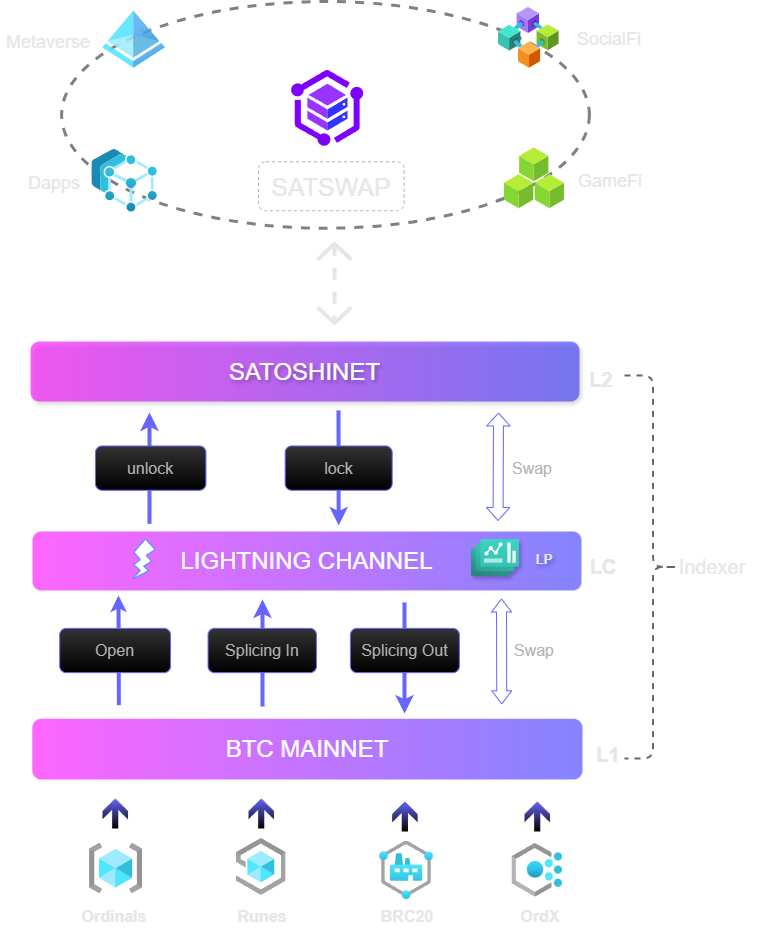 Metaverse
SocialFi
Dapps
SATSWAP
GameFi
SATOSHINET
L2
unlock
lock
Swap
LIGHTNING CHANNEL
LP
LC
Indexer
Open
Splicing In
Splicing Out
Swap
BTC MAINNET
L1
Ordinals
Runes
BRC20
OrdX